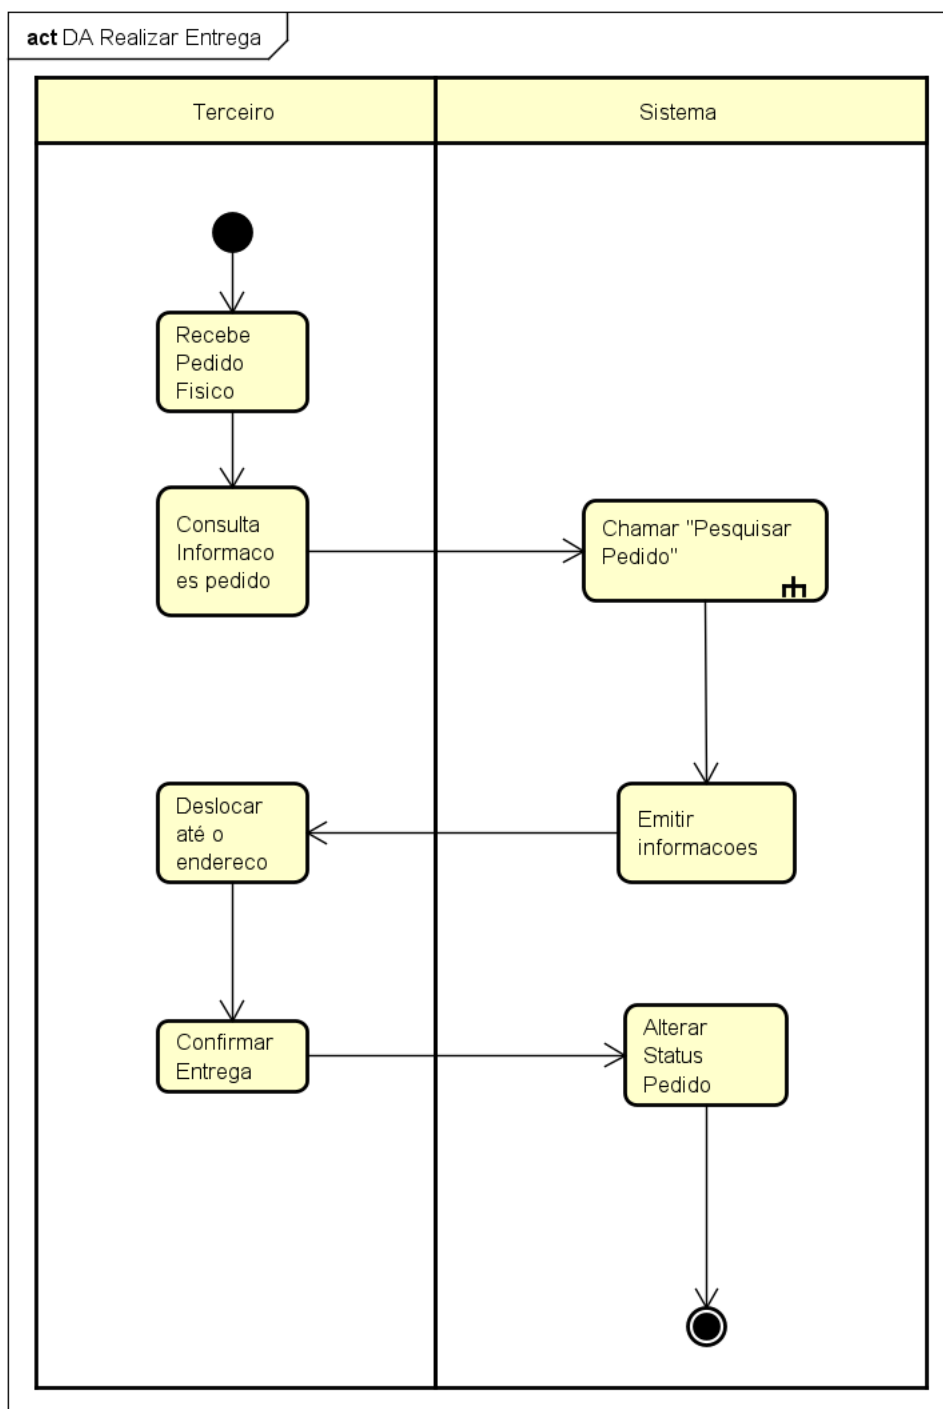 act DA Realizar Entrega
Terceiro
Sistema
Recebe
Pedido
Fisico
Consulta
Informaco
es pedido
Chamar "Pesquisar
Pedido"
Deslocar
até o
endereco
Emitir
informacoes
Confirmar
Entrega
Alterar
Status
Pedido